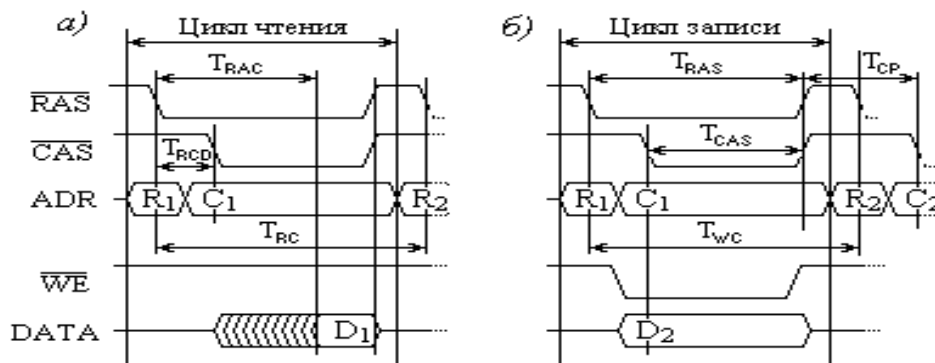 а) Цикл чтения б) Цикл записи
T_RAC T_RAS T_CP
RAS
CAS T_RCD T_CAS
ADR R1 C1 R2 R1 C1 R2 C2
T_RC T_WC
WE
DATA D1 D2